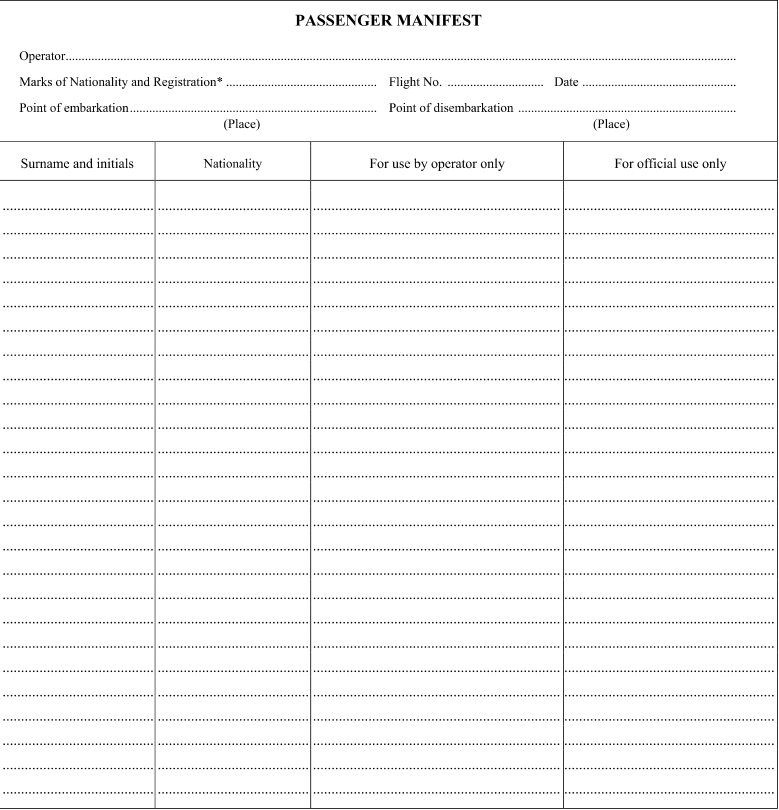 PASSENGER MANIFEST
Operator..........................................................................................................................................................................
Marks of Nationality and Registration* .............................................. Flight No. .............................. Date ...............................................
Point of embarkation............................................................................ Point of disembarkation ...................................................................
(Place) (Place)
Surname and initials Nationality For use by operator only For official use only